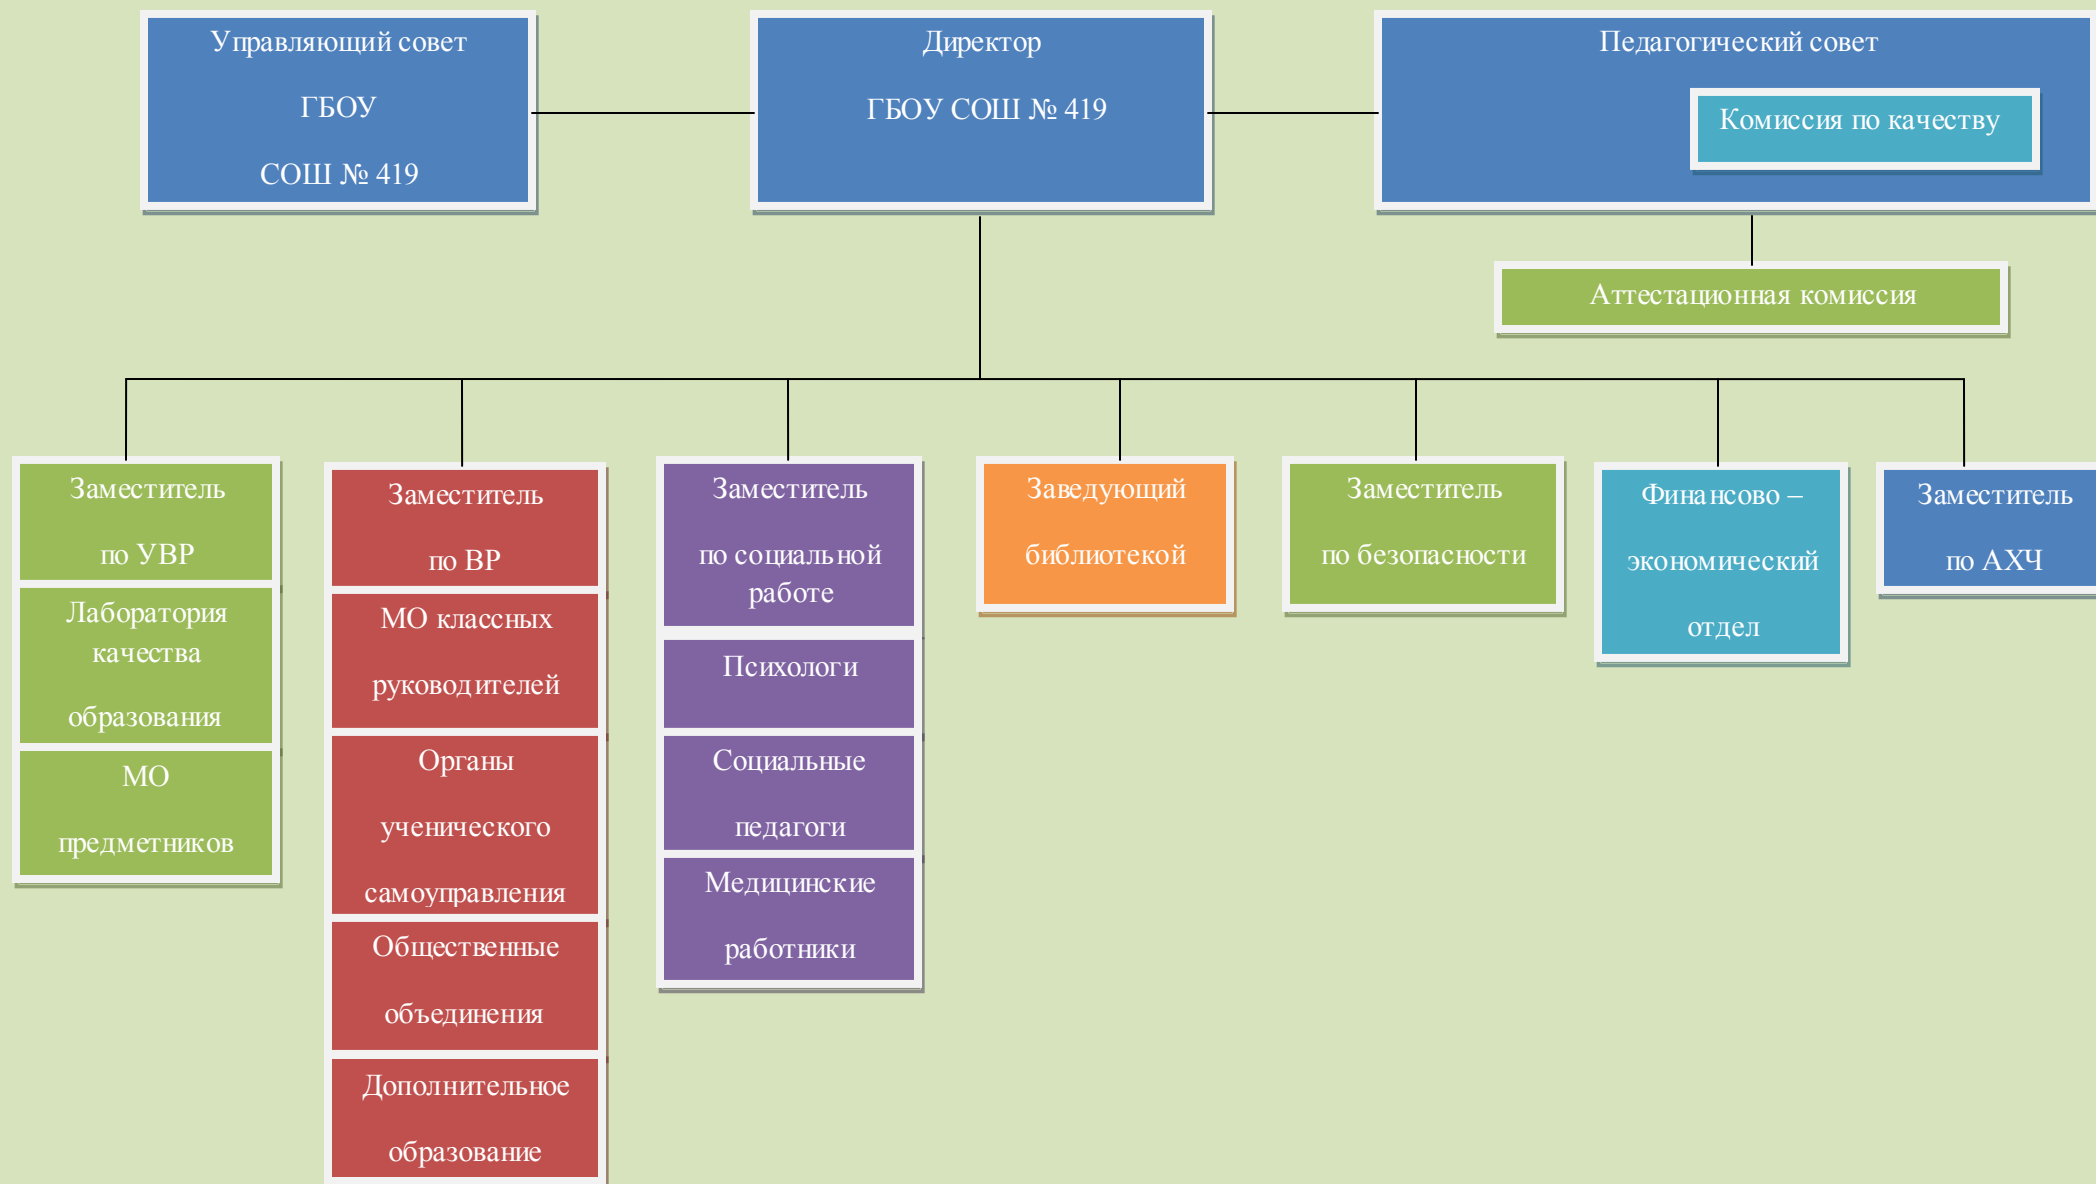 Управляющий совет
ГБОУ
СОШ № 419
Директор
ГБОУ СОШ № 419
Педагогический совет
Комиссия по качеству
Аттестационная комиссия
Заместитель
по УВР
Лаборатория
качества
образования
МО
предметников
Заместитель
по ВР
МО классных
руководителей
Органы
ученического
самоуправления
Общественные
объединения
Дополнительное
образование
Заместитель
по социальной
работе
Психологи
Социальные
педагоги
Медицинские
работники
Заведующий
библиотекой
Заместитель
по безопасности
Финансово –
экономический
отдел
Заместитель
по АХЧ